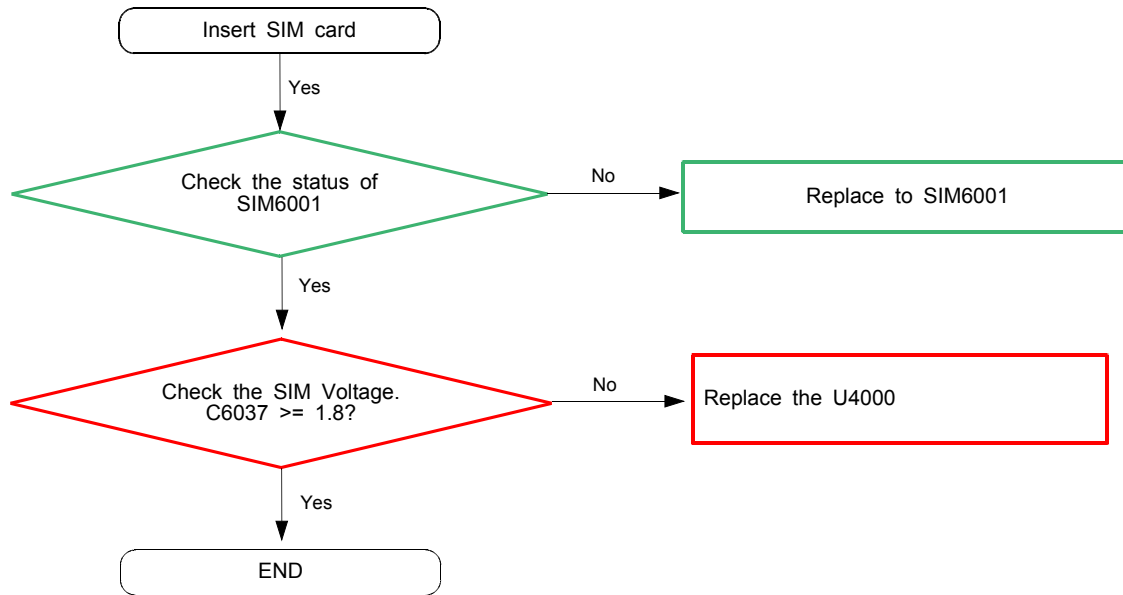 Insert SIM card
Yes
Check the status of
SIM6001
No
Replace to SIM6001
Yes
Check the SIM Voltage.
C6037 >= 1.8?
No
Replace the U4000
Yes
END